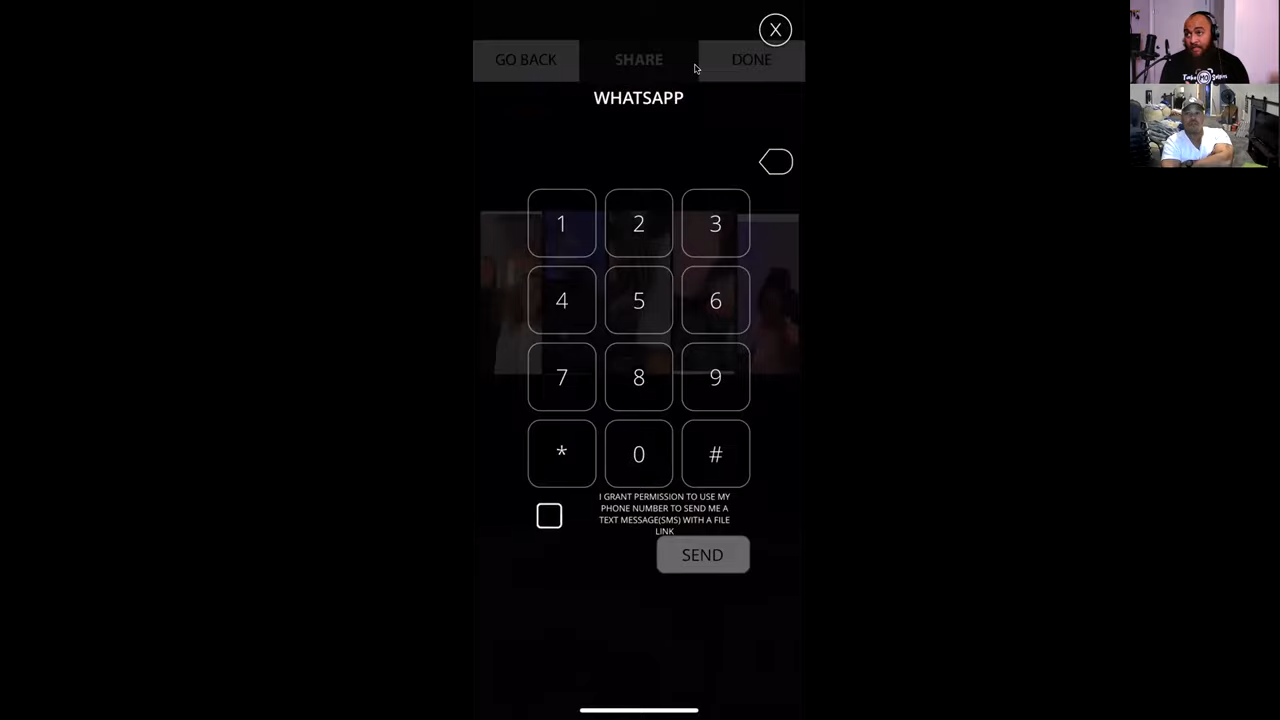 X
GO BACK SHARE DONE
WHATSAPP
1 2 3
4 5 6
7 8 9
* 0 #
I GRANT PERMISSION TO USE MY
PHONE NUMBER TO SEND ME A
TEXT MESSAGE(SMS) WITH A FILE
LINK
SEND